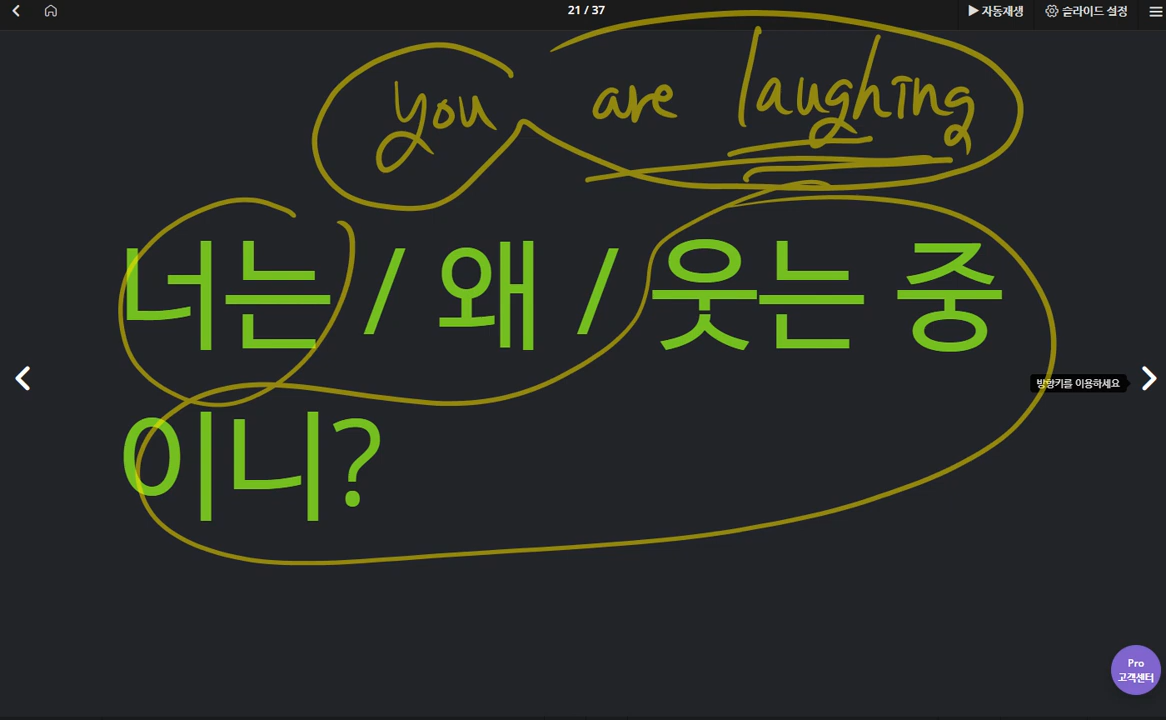 21 / 37
▶ 자동재생
슬라이드 설정
you are laughing
너는 / 왜 / 웃는 중
이니?
방향키를 이용하세요
Pro
고객센터